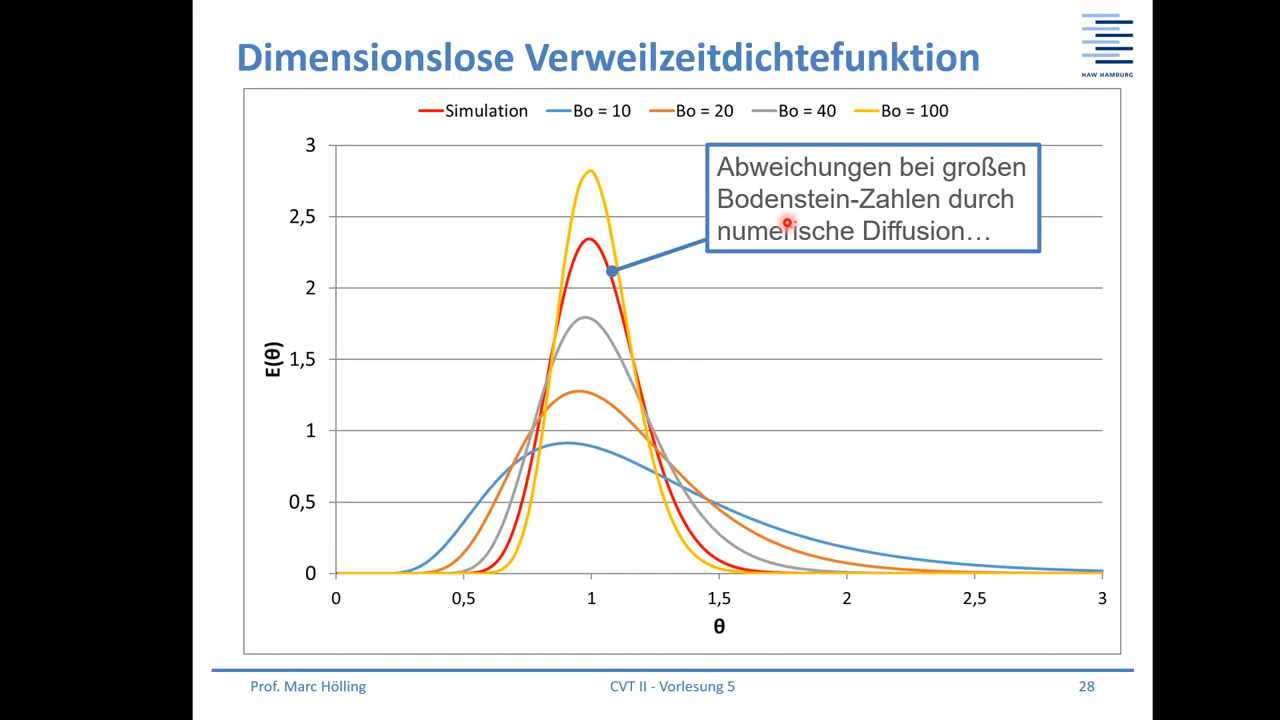 Dimensionslose Verweilzeitdichtefunktion
HAW HAMBURG
Simulation Bo = 10 Bo = 20 Bo = 40 Bo = 100
Abweichungen bei großen
Bodenstein-Zahlen durch
numerische Diffusion…
3
2,5
2
1,5
1
0,5
0
E(θ)
0 0,5 1 1,5 2 2,5 3
θ
Prof. Marc Hölling CVT II - Vorlesung 5 28